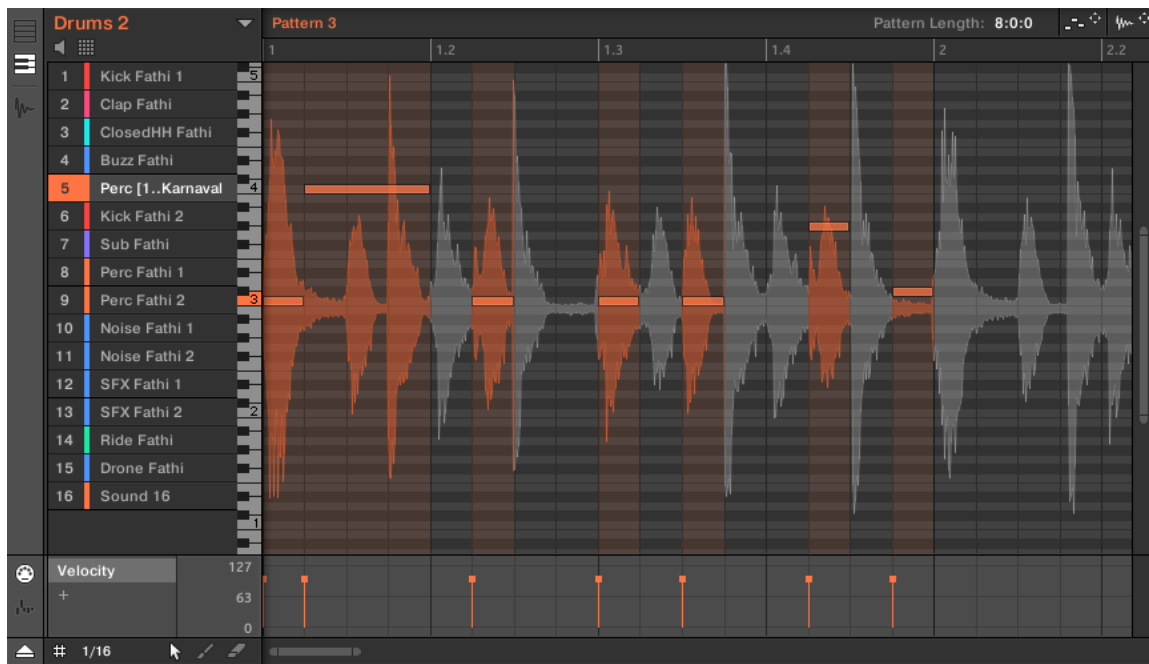 Drums 2
Pattern 3
Pattern Length: 8:0:0
1 1.2 1.3 1.4 2 2.2
1 Kick Fathi 1
2 Clap Fathi
3 ClosedHH Fathi
4 Buzz Fathi
5 Perc [1..Karnaval
6 Kick Fathi 2
7 Sub Fathi
8 Perc Fathi 1
9 Perc Fathi 2
10 Noise Fathi 1
11 Noise Fathi 2
12 SFX Fathi 1
13 SFX Fathi 2
14 Ride Fathi
15 Drone Fathi
16 Sound 16
5
4
3
2
1
Velocity
+
127
63
0
# 1/16